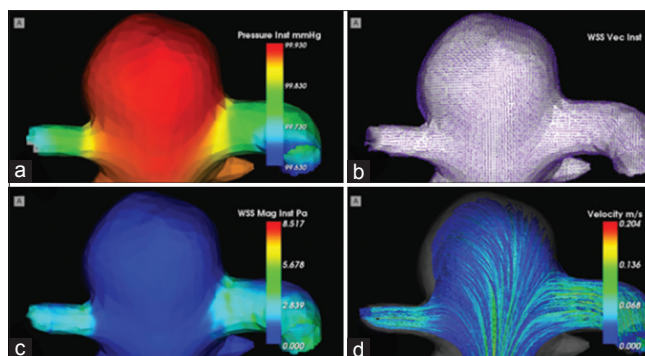 A
Pressure Inst mmHg
99.930
99.830
99.730
99.630
a
A
WSS Vec Inst
b
A
WSS Mag Inst Pa
8.517
5.678
2.839
0.000
c
A
Velocity m/s
0.204
0.136
0.068
0.000
d